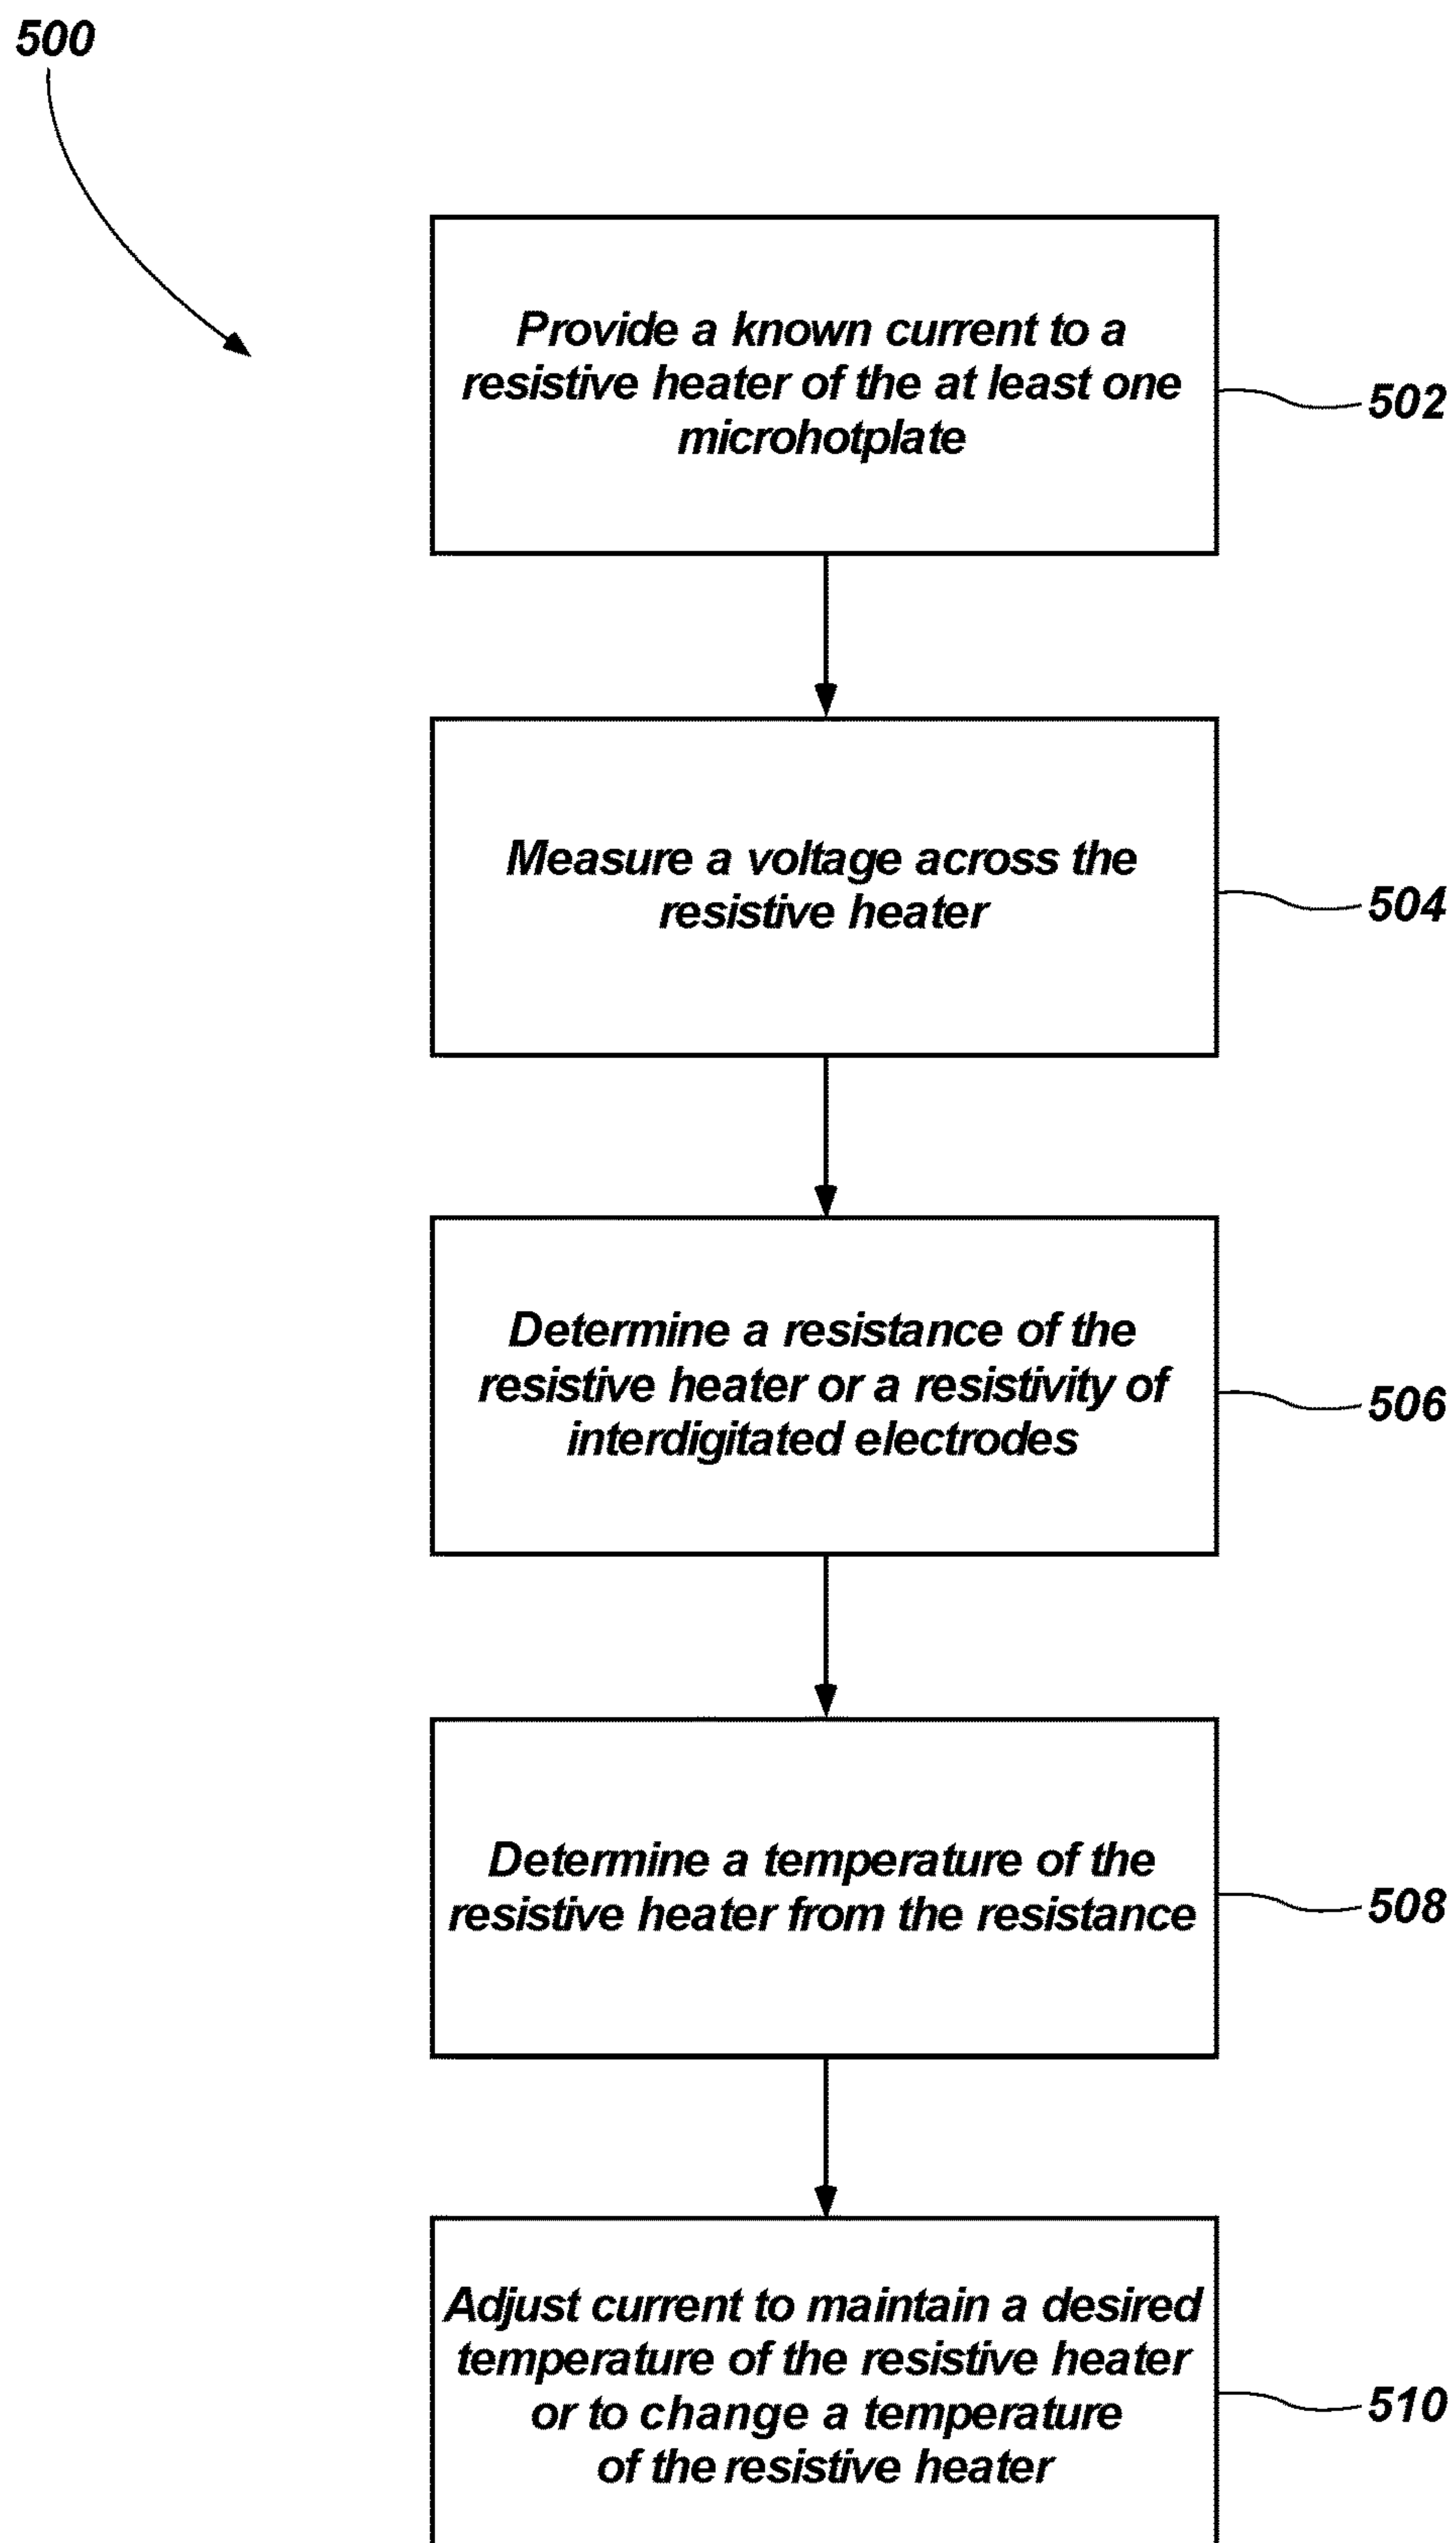 500
Provide a known current to a
resistive heater of the at least one
microhotplate
502
Measure a voltage across the
resistive heater
504
Determine a resistance of the
resistive heater or a resistivity of
interdigitated electrodes
506
Determine a temperature of the
resistive heater from the resistance
508
Adjust current to maintain a desired
temperature of the resistive heater
or to change a temperature
of the resistive heater
510